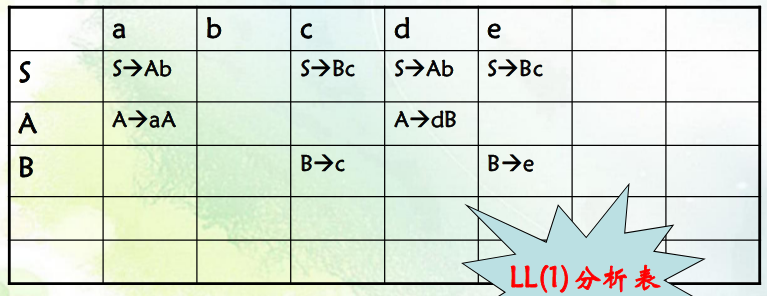 a b c d e
S S→Ab S→Bc S→Ab S→Bc
A A→aA A→dB
B B→c B→e
LL(1)分析表